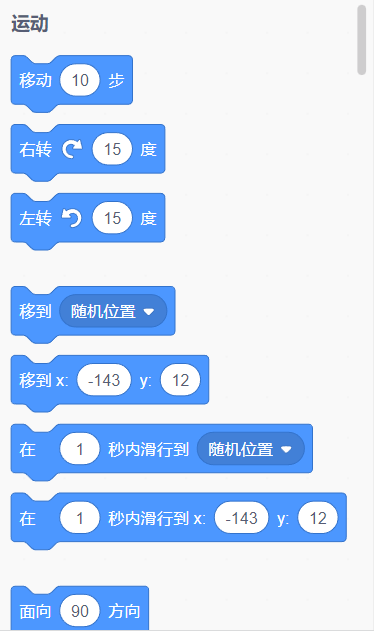 运动
移动 10 步
右转 15 度
左转 15 度
移到 随机位置
移到 x: -143 y: 12
在 1 秒内滑行到 随机位置
在 1 秒内滑行到 x: -143 y: 12
面向 90 方向